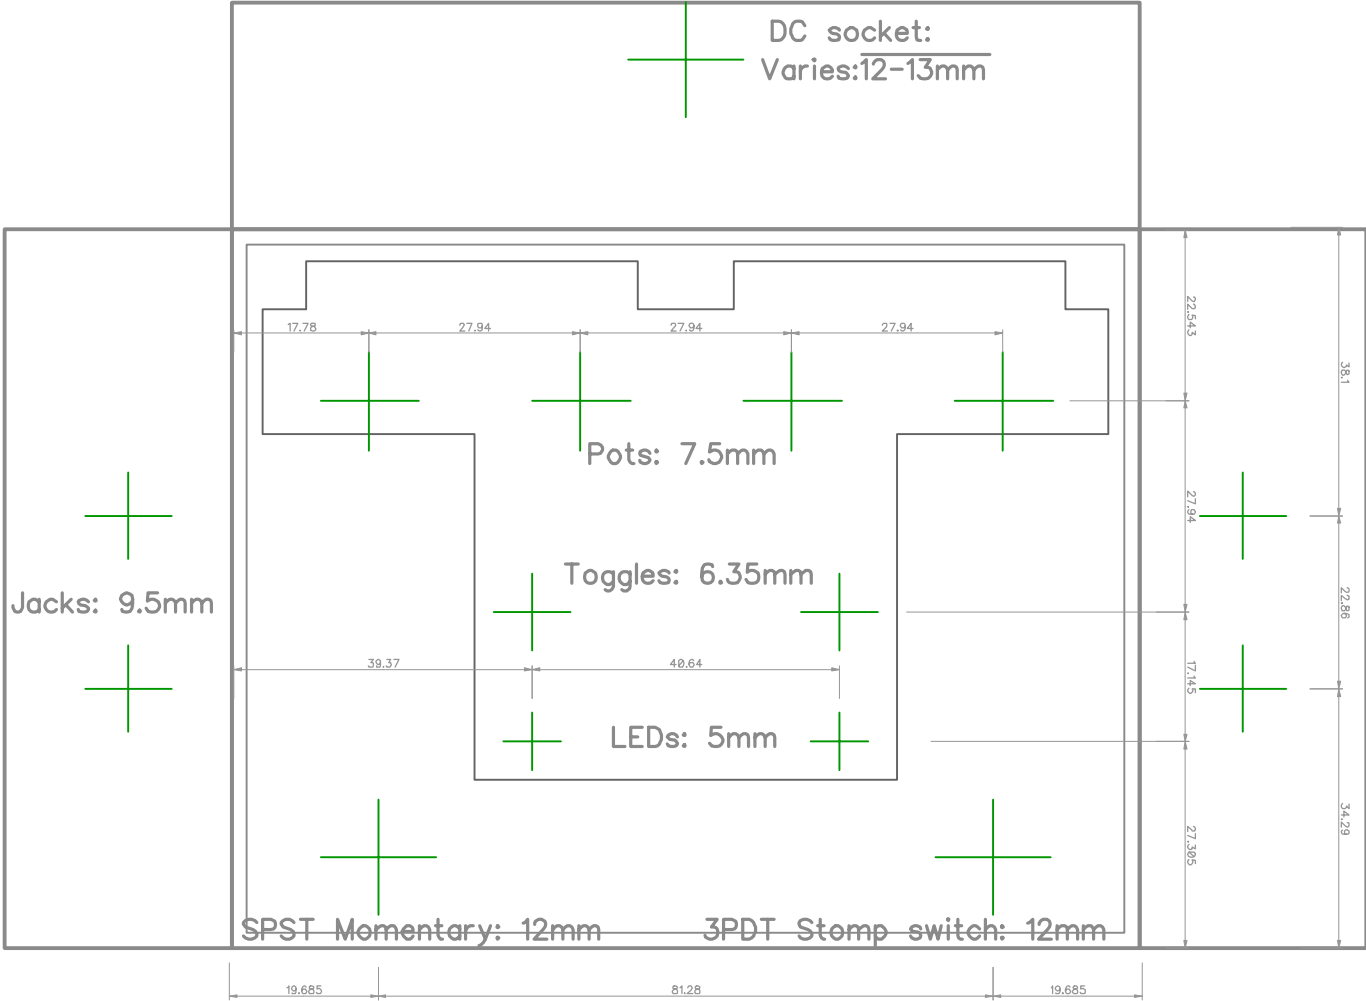 DC socket:
Varies:12-13mm
17.78
27.94
27.94
27.94
22.543
38.1
Pots: 7.5mm
27.94
Toggles: 6.35mm
Jacks: 9.5mm
22.86
39.37
40.64
17.145
LEDs: 5mm
34.29
27.305
SPST Momentary: 12mm
3PDT Stomp switch: 12mm
19.685
81.28
19.685